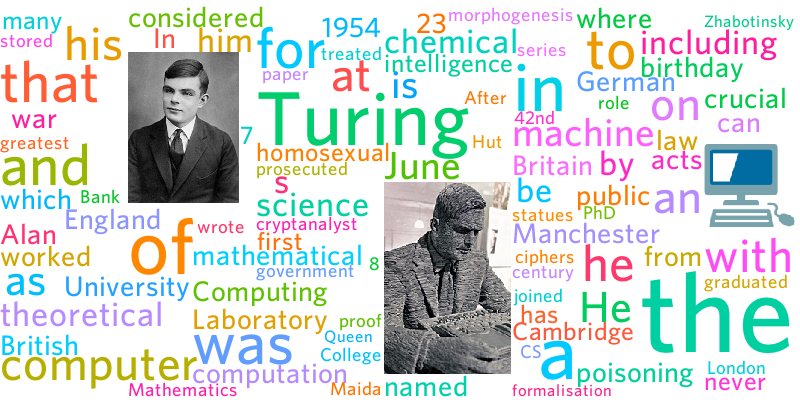 many considered 1954 23 morphogenesis where Zhabotinsky
stored his In him for treated chemical series to including
paper intelligence birthday
that at is in German
war After role on crucial
greatest 7 Turing Hut 42nd machine law can
and homosexual June Britain by acts
prosecuted
which Bank s science be public an
England wrote cryptanalyst statues PhD
Alan of first Manchester
worked mathematical ciphers he from with
as government 8 century graduated
University Computing joined
theoretical Laboratory proof has He the
British was Queen Cambridge
computer College CS a poisoning London
computation
Mathematics Maida named formalisation never